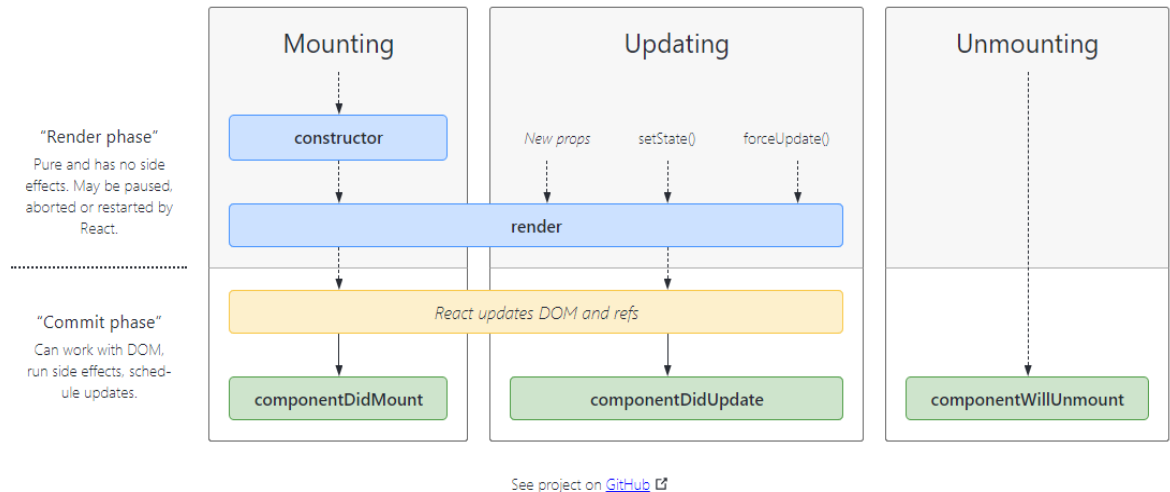 Mounting
Updating
Unmounting
“Render phase”
Pure and has no side
effects. May be paused,
aborted or restarted by
React.
constructor
New props
setState()
forceUpdate()
render
“Commit phase”
Can work with DOM,
run side effects, sched-
ule updates.
React updates DOM and refs
componentDidMount
componentDidUpdate
componentWillUnmount
See project on GitHub